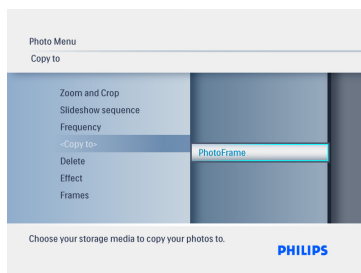 Photo Menu
Copy to
Zoom and Crop
Slideshow sequence
Frequency
<Copy to>
PhotoFrame
Delete
Effect
Frames
Choose your storage media to copy your photos to.
PHILIPS